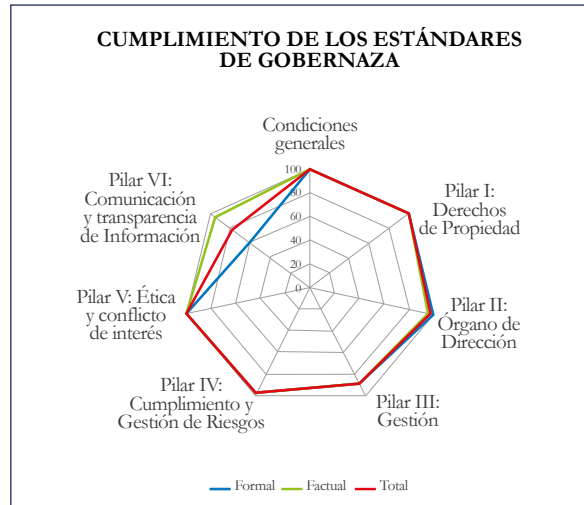 CUMPLIMIENTO DE LOS ESTÁNDARES
DE GOBERNAZA
Condiciones
generales
Pilar I:
Derechos
de Propiedad
Pilar II:
Órgano de
Dirección
Pilar III:
Gestión
Pilar IV:
Cumplimiento y
Gestión de Riesgos
Pilar V: Ética
y conflicto
de interés
Pilar VI:
Comunicación
y transparencia
de Información
100
80
60
40
20
0
Formal Factual Total